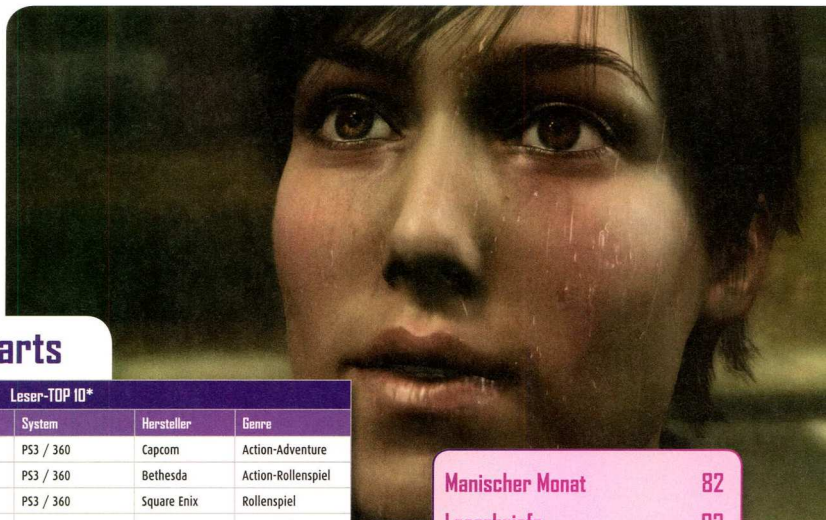 arts
Leser-TOP 10*
System Hersteller Genre
PS3 / 360 Capcom Action-Adventure
PS3 / 360 Bethesda Action-Rollenspiel
PS3 / 360 Square Enix Rollenspiel
Manischer Monat 82